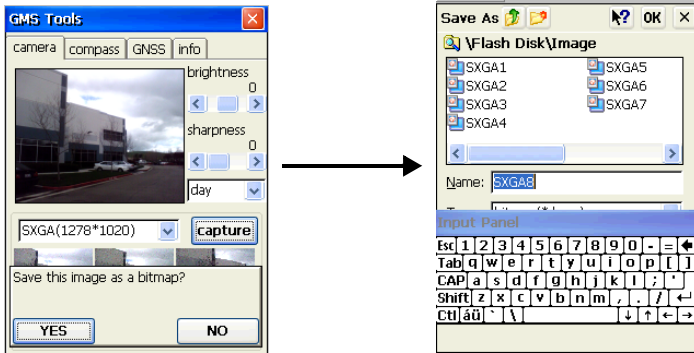 GMS Tools
camera compass GNSS info
brightness
0
sharpness
0
day
SXGA(1278*1020) capture
Save this image as a bitmap?
YES NO
Save As ? OK ×
\Flash Disk\Image
SXGA1 SXGA5
SXGA2 SXGA6
SXGA3 SXGA7
SXGA4
Name: SXGA8
Input Panel
Esc 1 2 3 4 5 6 7 8 9 0 - = ←
Tab q w e r t y u i o p [ ]
CAP a s d f g h j k l ; '
Shift z x c v b n m , . / ↵
Ctl áü ` \ ↓ ↑ ← →